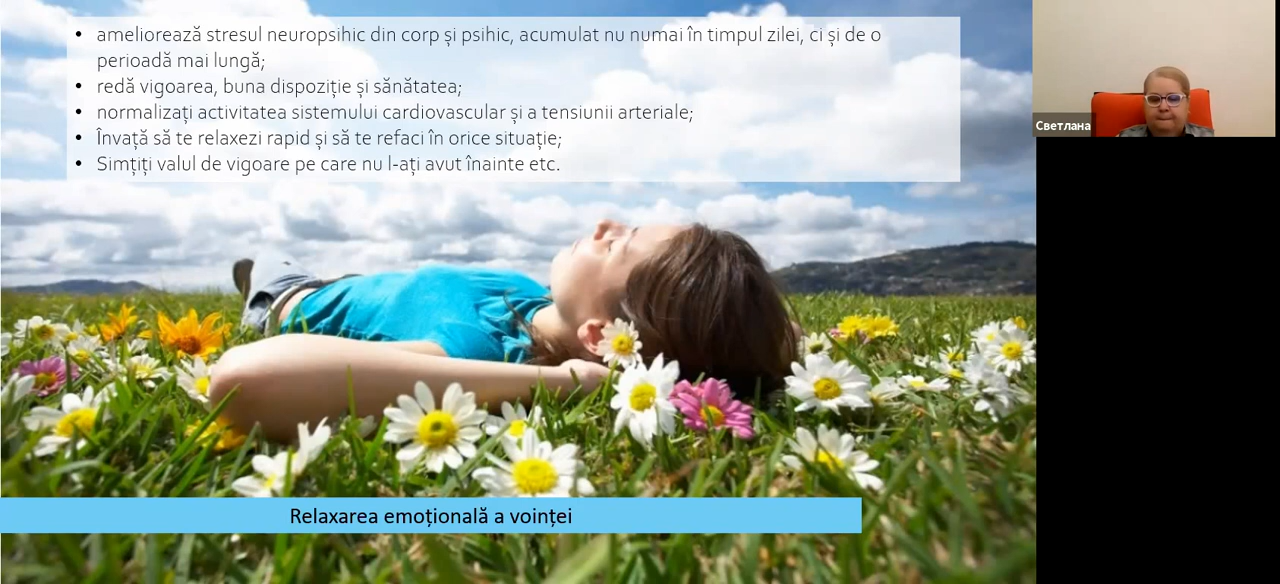 • ameliorează stresul neuropsihic din corp și psihic, acumulat nu numai în timpul zilei, ci și de o
perioadă mai lungă;
• redă vigoarea, buna dispoziție și sănătatea;
• normalizați activitatea sistemului cardiovascular și a tensiunii arteriale;
• Învață să te relaxezi rapid și să te refaci în orice situație;
• Simțiți valul de vigoare pe care nu l-ați avut înainte etc.
Светлана
Relaxarea emoțională a voinței